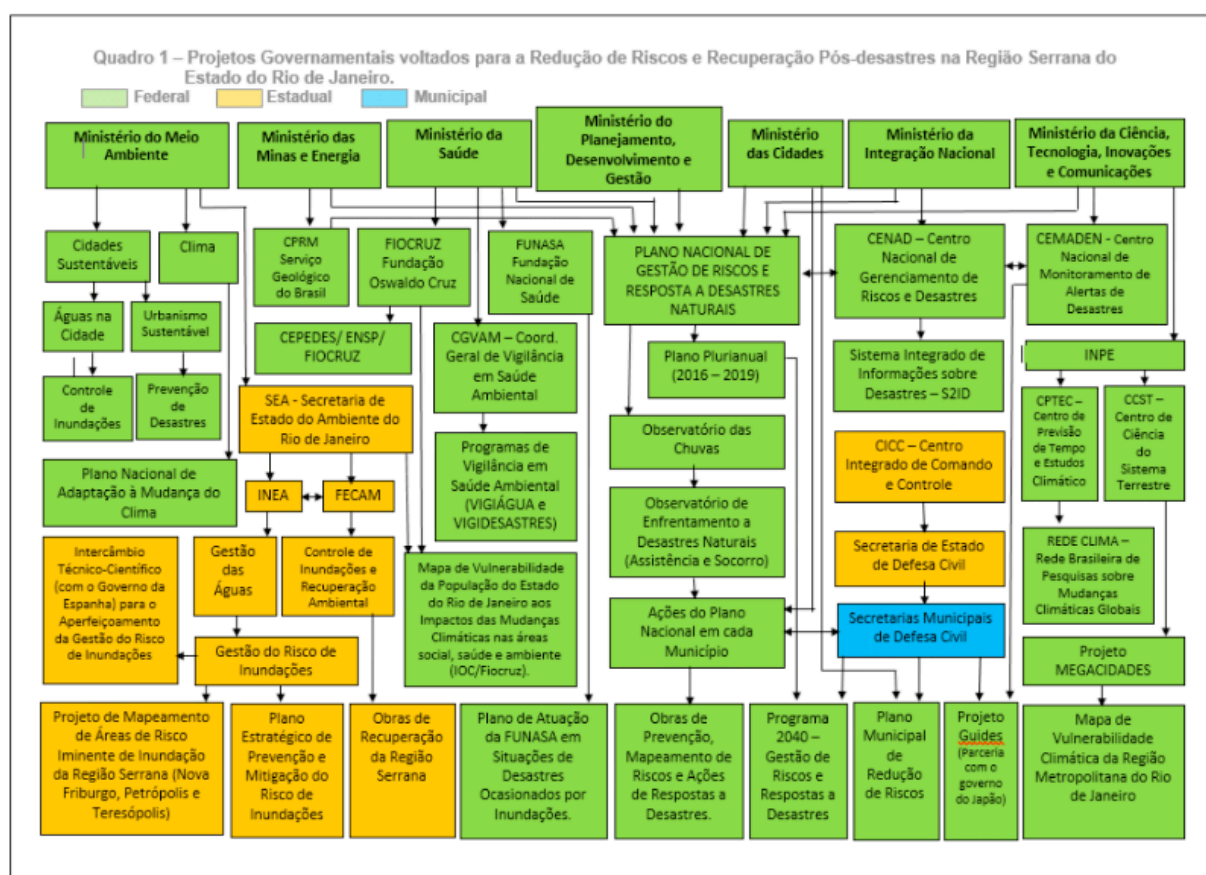 Quadro 1 – Projetos Governamentais voltados para a Redução de Riscos e Recuperação Pós-desastres na Região Serrana do
Estado do Rio de Janeiro.
Federal
Estadual
Municipal
Ministério do Meio
Ambiente
Ministério das
Minas e Energia
Ministério da
Saúde
Ministério do
Planejamento,
Desenvolvimento e
Gestão
Ministério
das Cidades
Ministério da
Integração Nacional
Ministério da Ciência,
Tecnologia, Inovações
e Comunicações
Cidades
Sustentáveis
Clima
CPRM
Serviço
Geológico
do Brasil
FIOCRUZ
Fundação
Oswaldo Cruz
FUNASA
Fundação
Nacional de
Saúde
PLANO NACIONAL DE
GESTÃO DE RISCOS E
RESPOSTA A DESASTRES
NATURAIS
CENAD – Centro
Nacional de
Gerenciamento de
Riscos e Desastres
CEMADEN - Centro
Nacional de
Monitoramento de
Alertas de
Desastres
Águas na
Cidade
Urbanismo
Sustentável
CEPEDES/ ENSP/
FIOCRUZ
CGVAM – Coord.
Geral de Vigilância
em Saúde
Ambiental
Plano Plurianual
(2016 – 2019)
Sistema Integrado de
Informações sobre
Desastres – S2ID
INPE
Controle
de
Inundações
Prevenção
de
Desastres
SEA - Secretaria de
Estado do Ambiente do
Rio de Janeiro
Observatório das
Chuvas
CPTEC –
Centro de
Previsão
de Tempo
e Estudos
Climático
CCST –
Centro de
Ciência
do
Sistema
Terrestre
Plano Nacional de
Adaptação à Mudança do
Clima
INEA
FECAM
Programas de
Vigilância em
Saúde Ambiental
(VIGIÁGUA e
VIGIDESASTRES)
CICC – Centro
Integrado de Comando
e Controle
Observatório de
Enfrentamento a
Desastres Naturais
(Assistência e Socorro)
Intercâmbio
Técnico-Científico
(com o Governo da
Espanha) para o
Aperfeiçoamento
da Gestão do Risco
de Inundações
Gestão
das
Águas
Controle de
Inundações e
Recuperação
Ambiental
Mapa de Vulnerabilidade
da População do Estado
do Rio de Janeiro aos
Impactos das Mudanças
Climáticas nas áreas
social, saúde e ambiente
(IOC/Fiocruz).
Secretaria de Estado
de Defesa Civil
REDE CLIMA –
Rede Brasileira de
Pesquisas sobre
Mudanças
Climáticas Globais
Ações do Plano
Nacional em cada
Município
Secretarias Municipais
de Defesa Civil
Gestão do Risco de
Inundações
Projeto
MEGACIDADES
Projeto de Mapeamento
de Áreas de Risco
Iminente de Inundação
da Região Serrana (Nova
Friburgo, Petrópolis e
Teresópolis)
Plano
Estratégico de
Prevenção e
Mitigação do
Risco de
Inundações
Obras de
Recuperação
da Região
Serrana
Plano de Atuação
da FUNASA em
Situações de
Desastres
Ocasionados por
Inundações.
Obras de
Prevenção,
Mapeamento de
Riscos e Ações
de Respostas a
Desastres.
Programa
2040 –
Gestão de
Riscos e
Respostas a
Desastres
Plano
Municipal
de
Redução
de Riscos
Projeto
Guides
(Parceria
com o
governo
do Japão)
Mapa de
Vulnerabilidade
Climática da Região
Metropolitana do Rio
de Janeiro